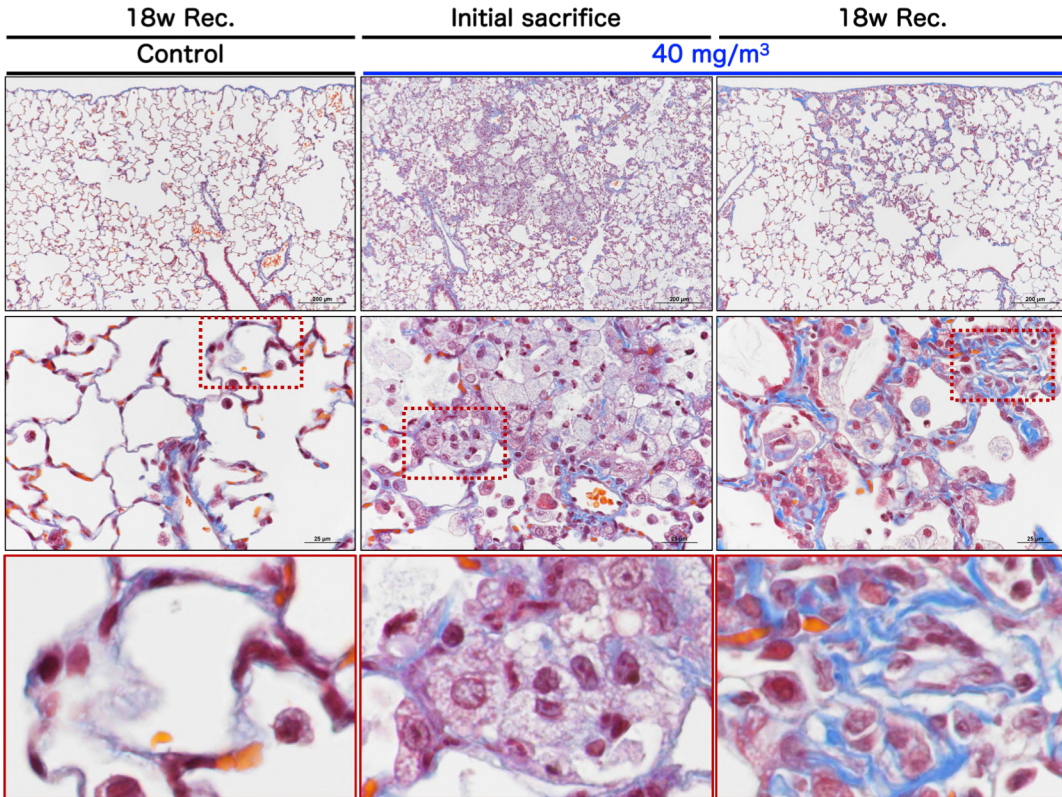 18w Rec. Initial sacrifice 18w Rec.
Control 40 mg/m³
200 µm 200 µm 200 µm
25 µm 25 µm 25 µm